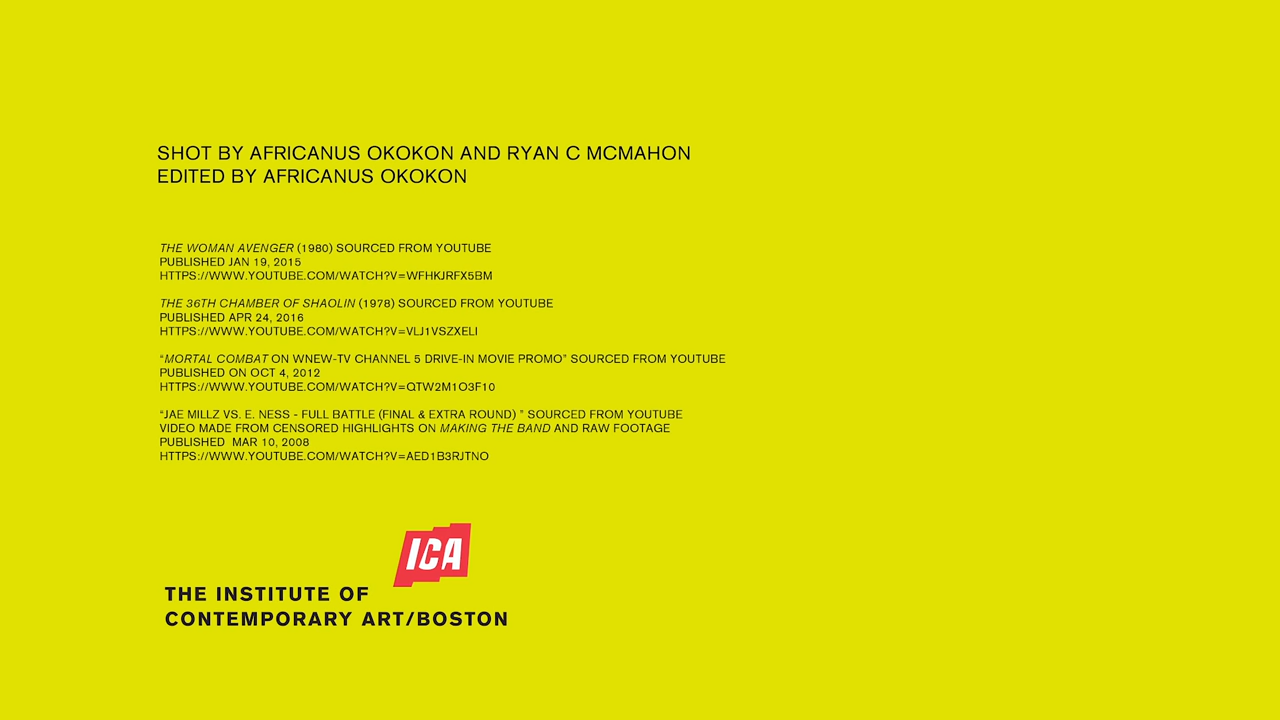 SHOT BY AFRICANUS OKOKON AND RYAN C MCMAHON
EDITED BY AFRICANUS OKOKON
THE WOMAN AVENGER (1980) SOURCED FROM YOUTUBE
PUBLISHED JAN 19, 2015
HTTPS://WWW.YOUTUBE.COM/WATCH?V=WFHKJRFX5BM
THE 36TH CHAMBER OF SHAOLIN (1978) SOURCED FROM YOUTUBE
PUBLISHED APR 24, 2016
HTTPS://WWW.YOUTUBE.COM/WATCH?V=VLJ1VSZXELI
“MORTAL COMBAT ON WNEW-TV CHANNEL 5 DRIVE-IN MOVIE PROMO” SOURCED FROM YOUTUBE
PUBLISHED ON OCT 4, 2012
HTTPS://WWW.YOUTUBE.COM/WATCH?V=QTW2M1O3F10
“JAE MILLZ VS. E. NESS - FULL BATTLE (FINAL & EXTRA ROUND) ” SOURCED FROM YOUTUBE
VIDEO MADE FROM CENSORED HIGHLIGHTS ON MAKING THE BAND AND RAW FOOTAGE
PUBLISHED  MAR 10, 2008
HTTPS://WWW.YOUTUBE.COM/WATCH?V=AED1B3RJTNO
ICA
THE INSTITUTE OF
CONTEMPORARY ART/BOSTON